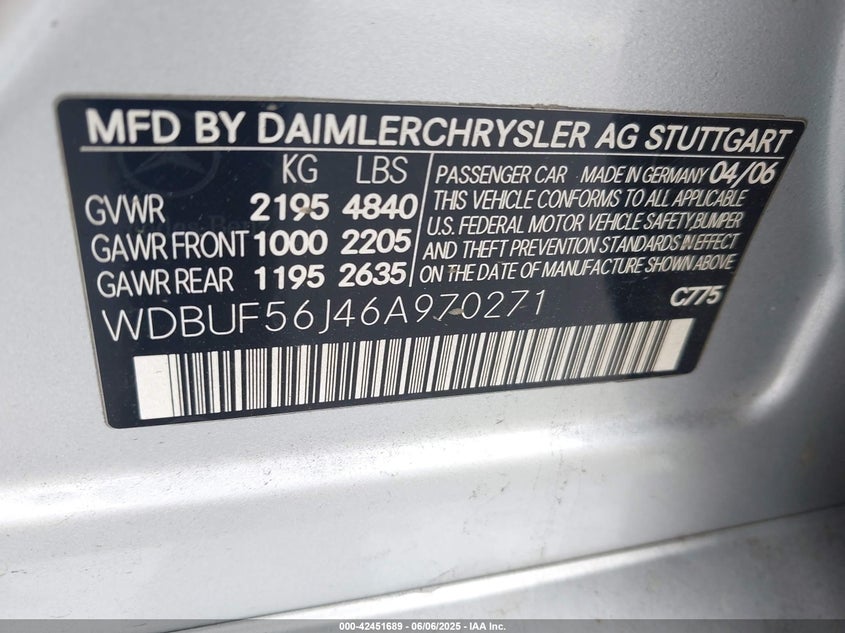 MFD BY DAIMLERCHRYSLER AG STUTTGART
KG LBS
GVWR 2195 4840
GAWR FRONT 1000 2205
GAWR REAR 1195 2635
PASSENGER CAR MADE IN GERMANY 04/06
THIS VEHICLE CONFORMS TO ALL APPLICABLE
U.S. FEDERAL MOTOR VEHICLE SAFETY, BUMPER
AND THEFT PREVENTION STANDARDS IN EFFECT
ON THE DATE OF MANUFACTURE SHOWN ABOVE
C775
WDBUF56J46A970271
000-42451689 | 06/06/2025 | IAA Inc.